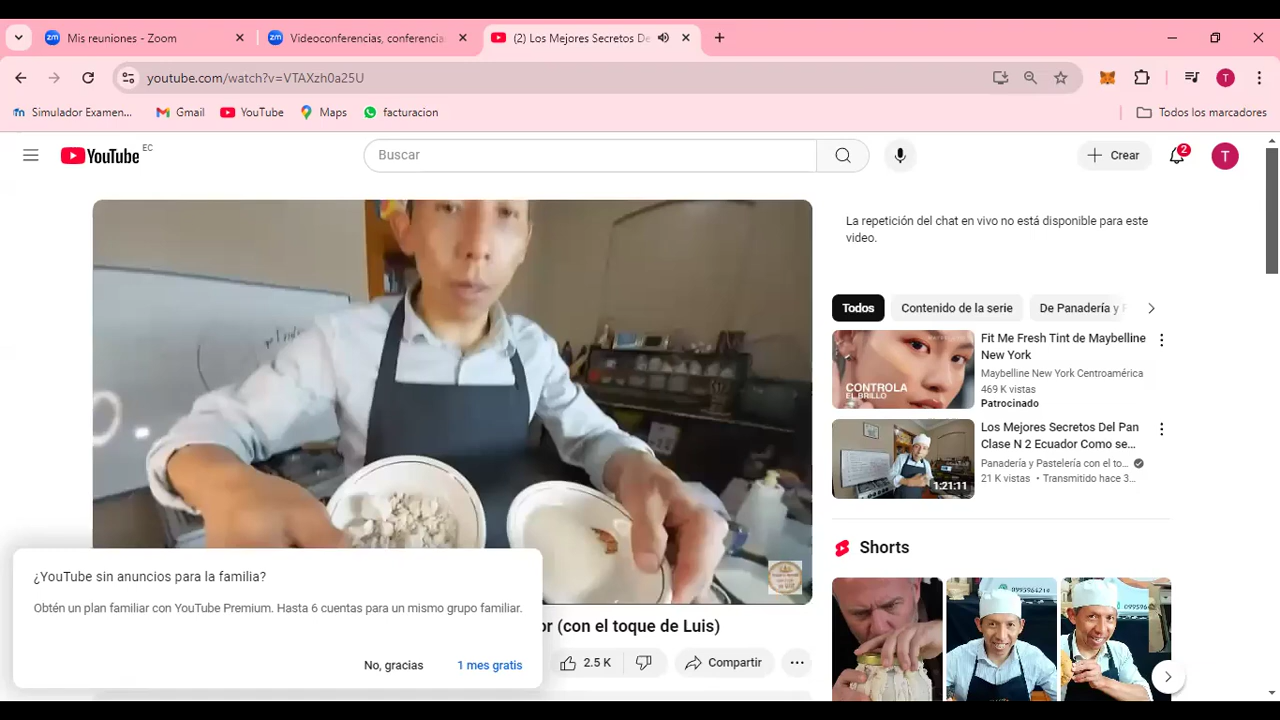 Mis reuniones - Zoom
Videoconferencias, conferencia
(2) Los Mejores Secretos De
youtube.com/watch?v=VTAXzh0a25U
Simulador Examen...
Gmail
YouTube
Maps
facturacion
Todos los marcadores
T
YouTube EC
Buscar
Crear
2
T
La repetición del chat en vivo no está disponible para este
video.
Todos
Contenido de la serie
De Panadería y
CONTROLA
EL BRILLO
Fit Me Fresh Tint de Maybelline
New York
Maybelline New York Centroamérica
469 K vistas
Patrocinado
1:21:11
Los Mejores Secretos Del Pan
Clase N 2 Ecuador Como se...
Panadería y Pastelería con el to...
21 K vistas • Transmitido hace 3...
Shorts
0995964214
¿YouTube sin anuncios para la familia?
Obtén un plan familiar con YouTube Premium. Hasta 6 cuentas para un mismo grupo familiar.
No, gracias
1 mes gratis
or (con el toque de Luis)
2.5 K
Compartir